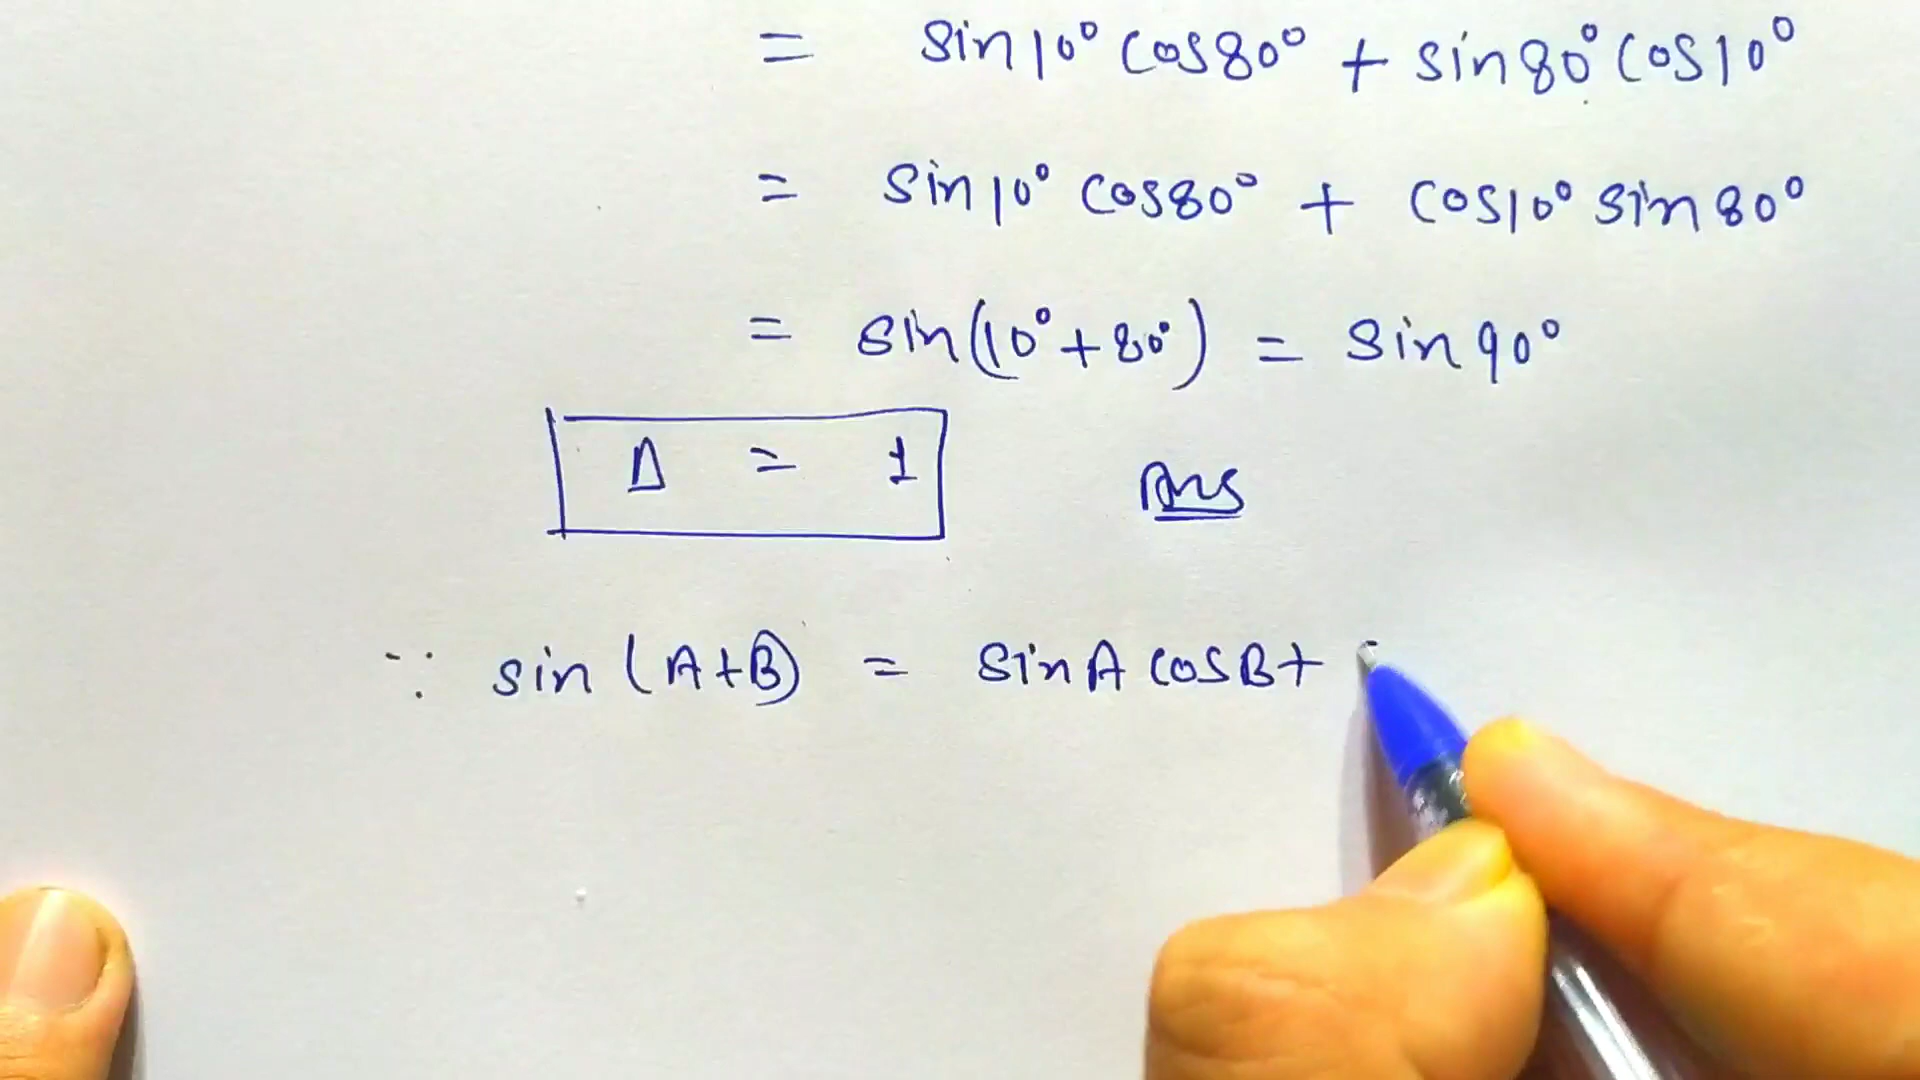 = sin10° cos80° + sin80° cos10°
= sin10° cos80° + cos10° sin80°
= sin(10°+80°) = sin90°
Δ = 1 Ans
∵ sin(A+B) = sinA cosB+